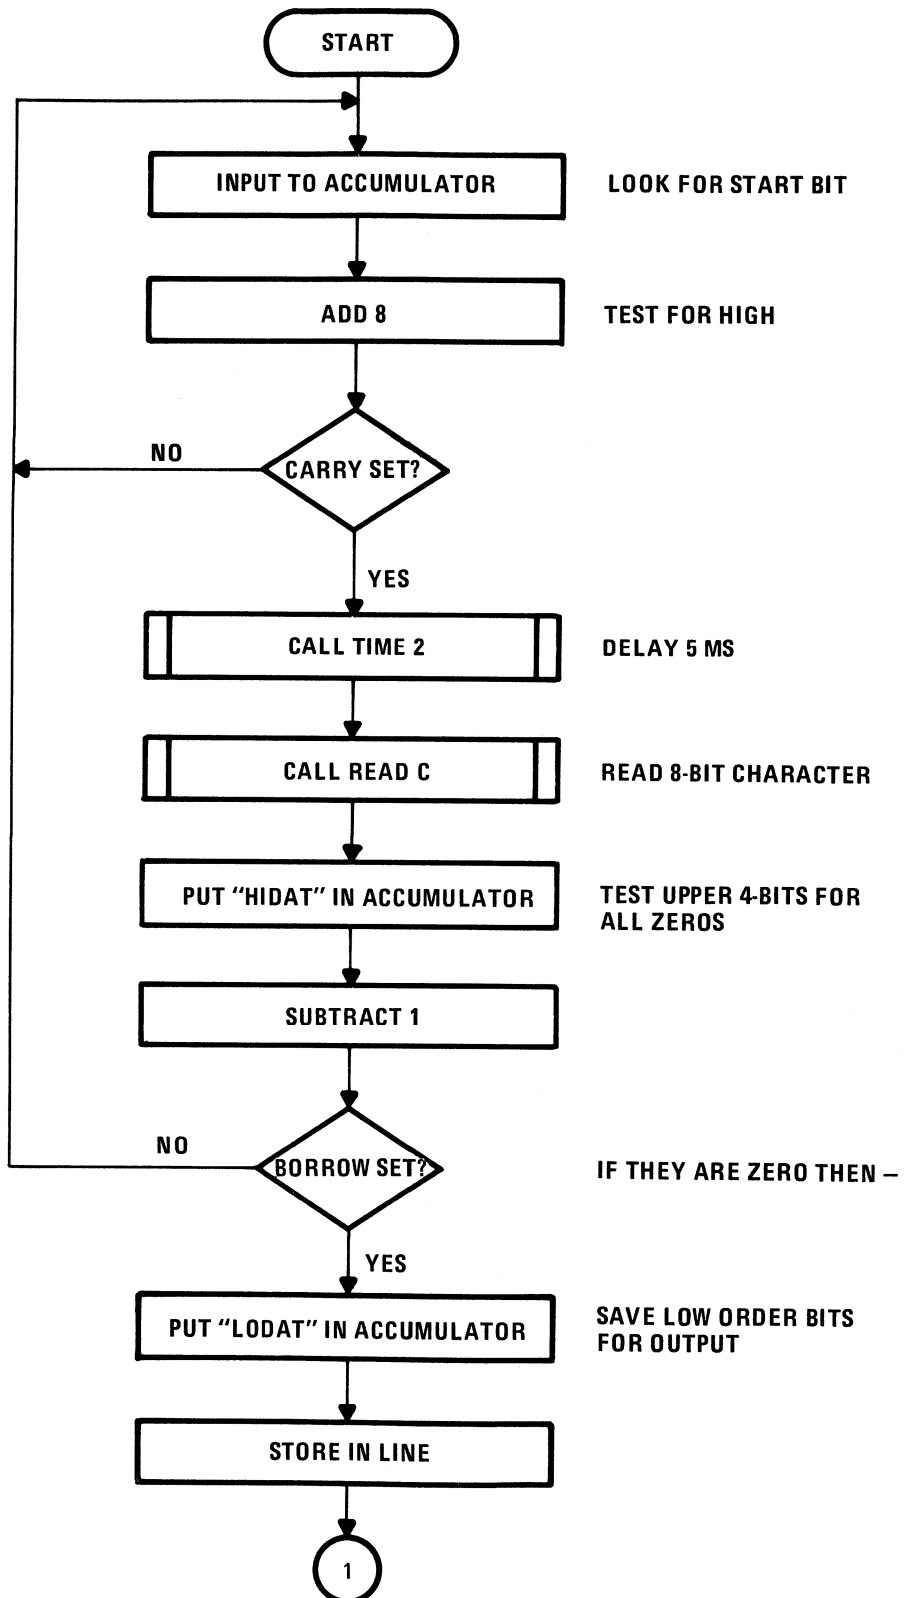 START
INPUT TO ACCUMULATOR
LOOK FOR START BIT
ADD 8
TEST FOR HIGH
CARRY SET?
NO
YES
CALL TIME 2
DELAY 5 MS
CALL READ C
READ 8-BIT CHARACTER
PUT “HIDAT” IN ACCUMULATOR
TEST UPPER 4-BITS FOR
ALL ZEROS
SUBTRACT 1
BORROW SET?
NO
IF THEY ARE ZERO THEN –
YES
PUT “LODAT” IN ACCUMULATOR
SAVE LOW ORDER BITS
FOR OUTPUT
STORE IN LINE
1